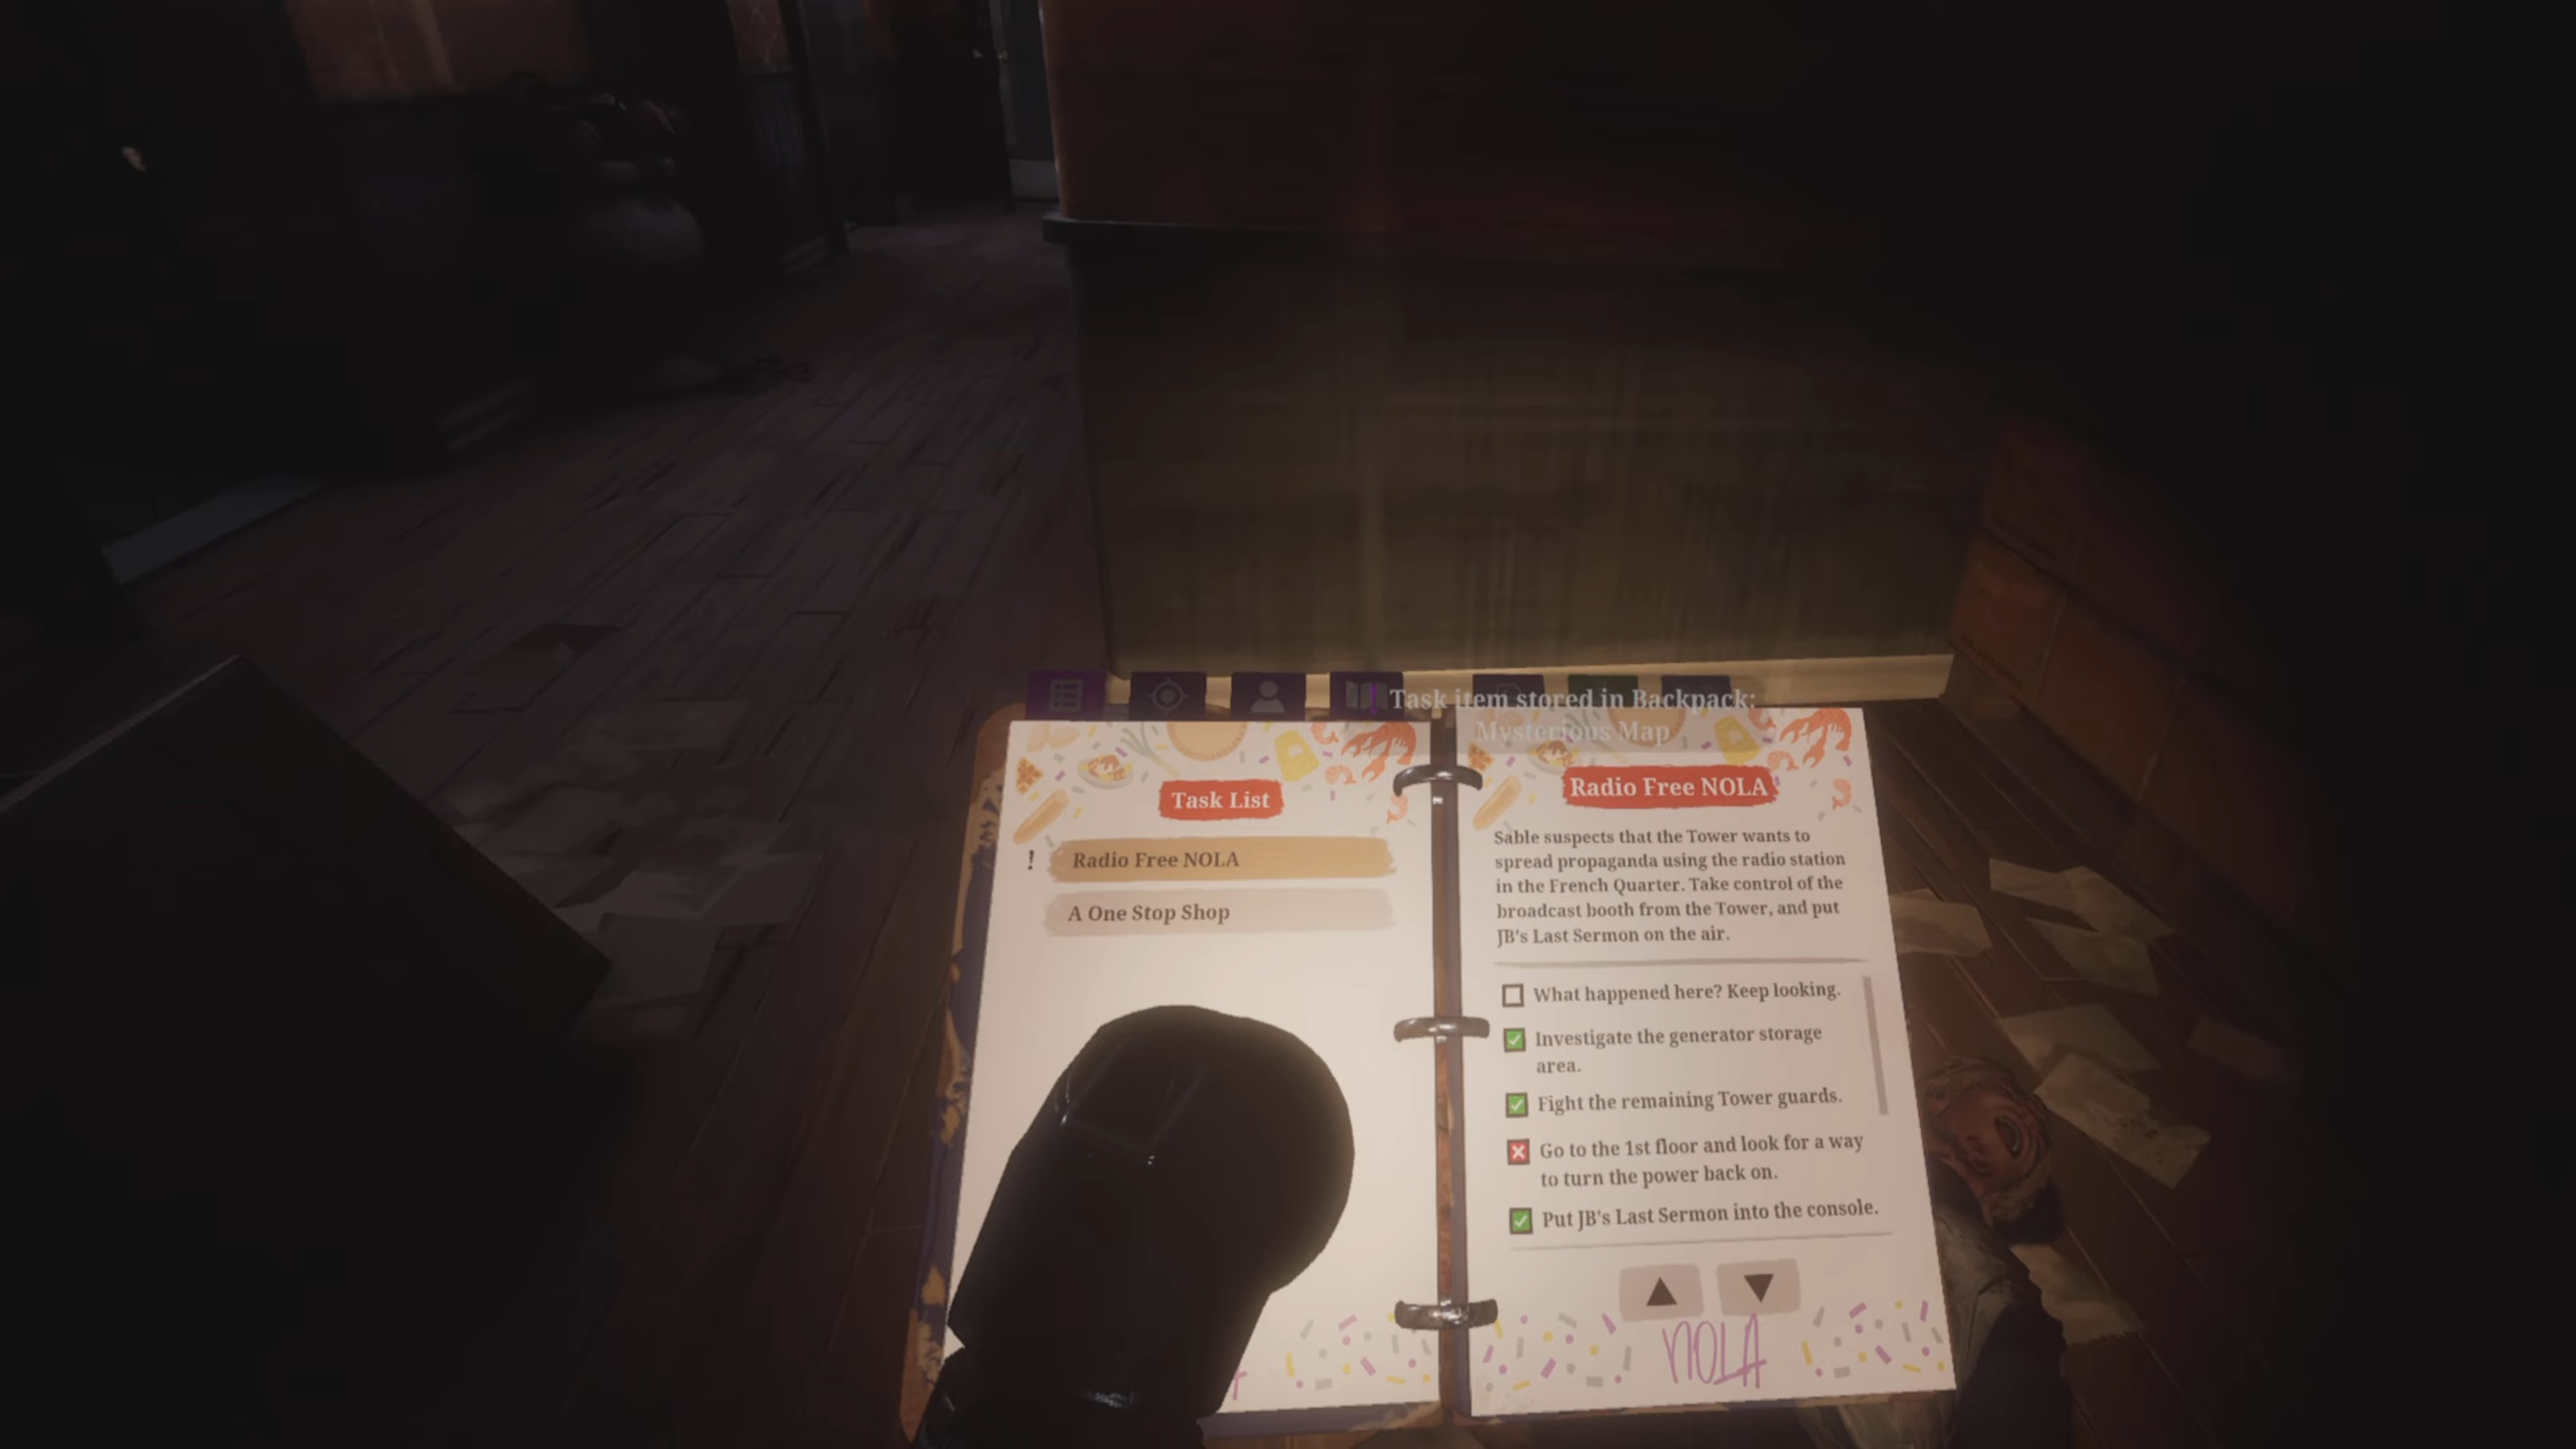 Task item stored in Backpack:
Mysterious Map
Task List
!
Radio Free NOLA
A One Stop Shop
Radio Free NOLA
Sable suspects that the Tower wants to
spread propaganda using the radio station
in the French Quarter. Take control of the
broadcast booth from the Tower, and put
JB's Last Sermon on the air.
What happened here? Keep looking.
Investigate the generator storage
area.
Fight the remaining Tower guards.
Go to the 1st floor and look for a way
to turn the power back on.
Put JB's Last Sermon into the console.
NOLA